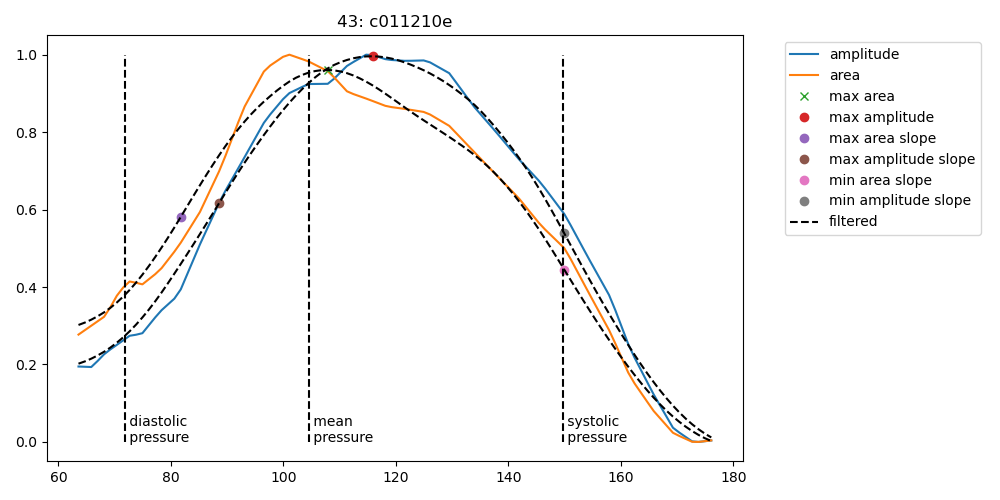 43: c011210e
1.0
0.8
0.6
0.4
0.2
0.0
diastolic
pressure
mean
pressure
systolic
pressure
60
80
100
120
140
160
180
amplitude
area
max area
max amplitude
max area slope
max amplitude slope
min area slope
min amplitude slope
filtered